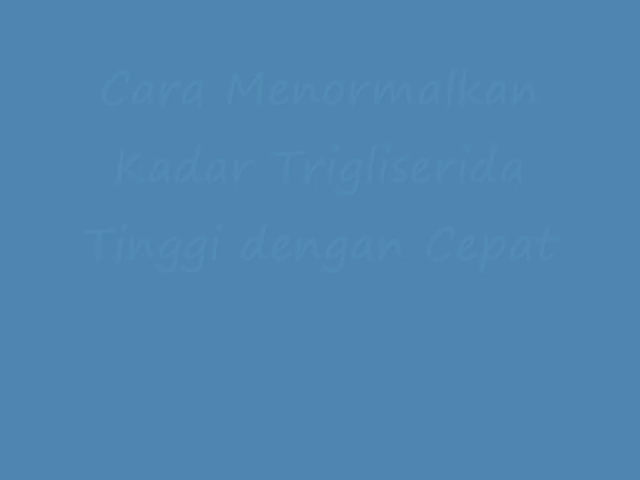 Cara Menormalkan
Kadar Trigliserida
Tinggi dengan Cepat